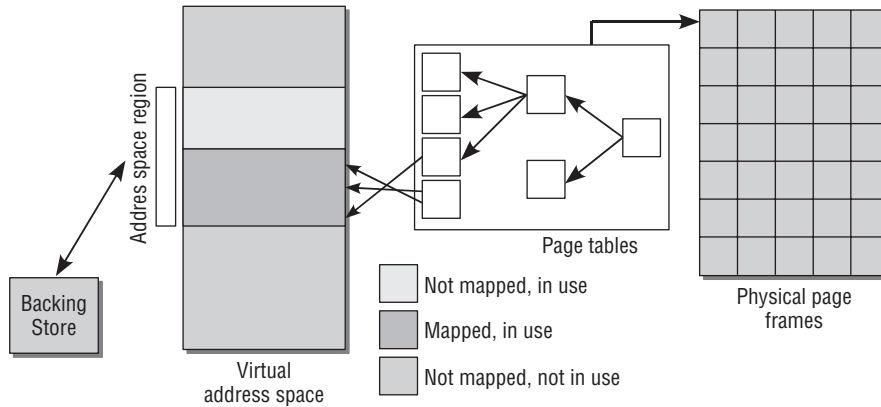 Addres space region
Backing
Store
Virtual
address space
Page tables
Not mapped, in use
Mapped, in use
Not mapped, not in use
Physical page
frames